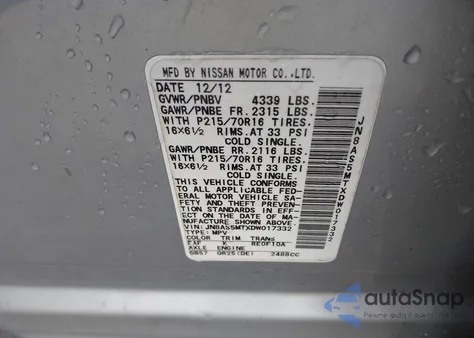 MFD BY NISSAN MOTOR CO.,LTD.
DATE 12/12
GVWR/PNBV 4339 LBS.
GAWR/PNBE FR. 2315 LBS.
WITH P215/70R16 TIRES.
16X6½ RIMS. AT 33 PSI
COLD SINGLE.
GAWR/PNBE RR. 2116 LBS.
WITH P215/70R16 TIRES.
16X6½ RIMS. AT 33 PSI
COLD SINGLE.
THIS VEHICLE CONFORMS
TO ALL APPLICABLE FED-
ERAL MOTOR VEHICLE SA-
FETY AND THEFT PREVENT-
ION STANDARDS IN EFF-
ECT ON THE DATE OF MA-
NUFACTURE SHOWN ABOVE.
VIN : JN8AS5MTXDW017332
TYPE: MPV
COLOR TRIM TRANS
K RE0F10A
AXLE ENGINE
QR25(DE) 2488CC
JN8AS5MTXDW017332
autoSnap